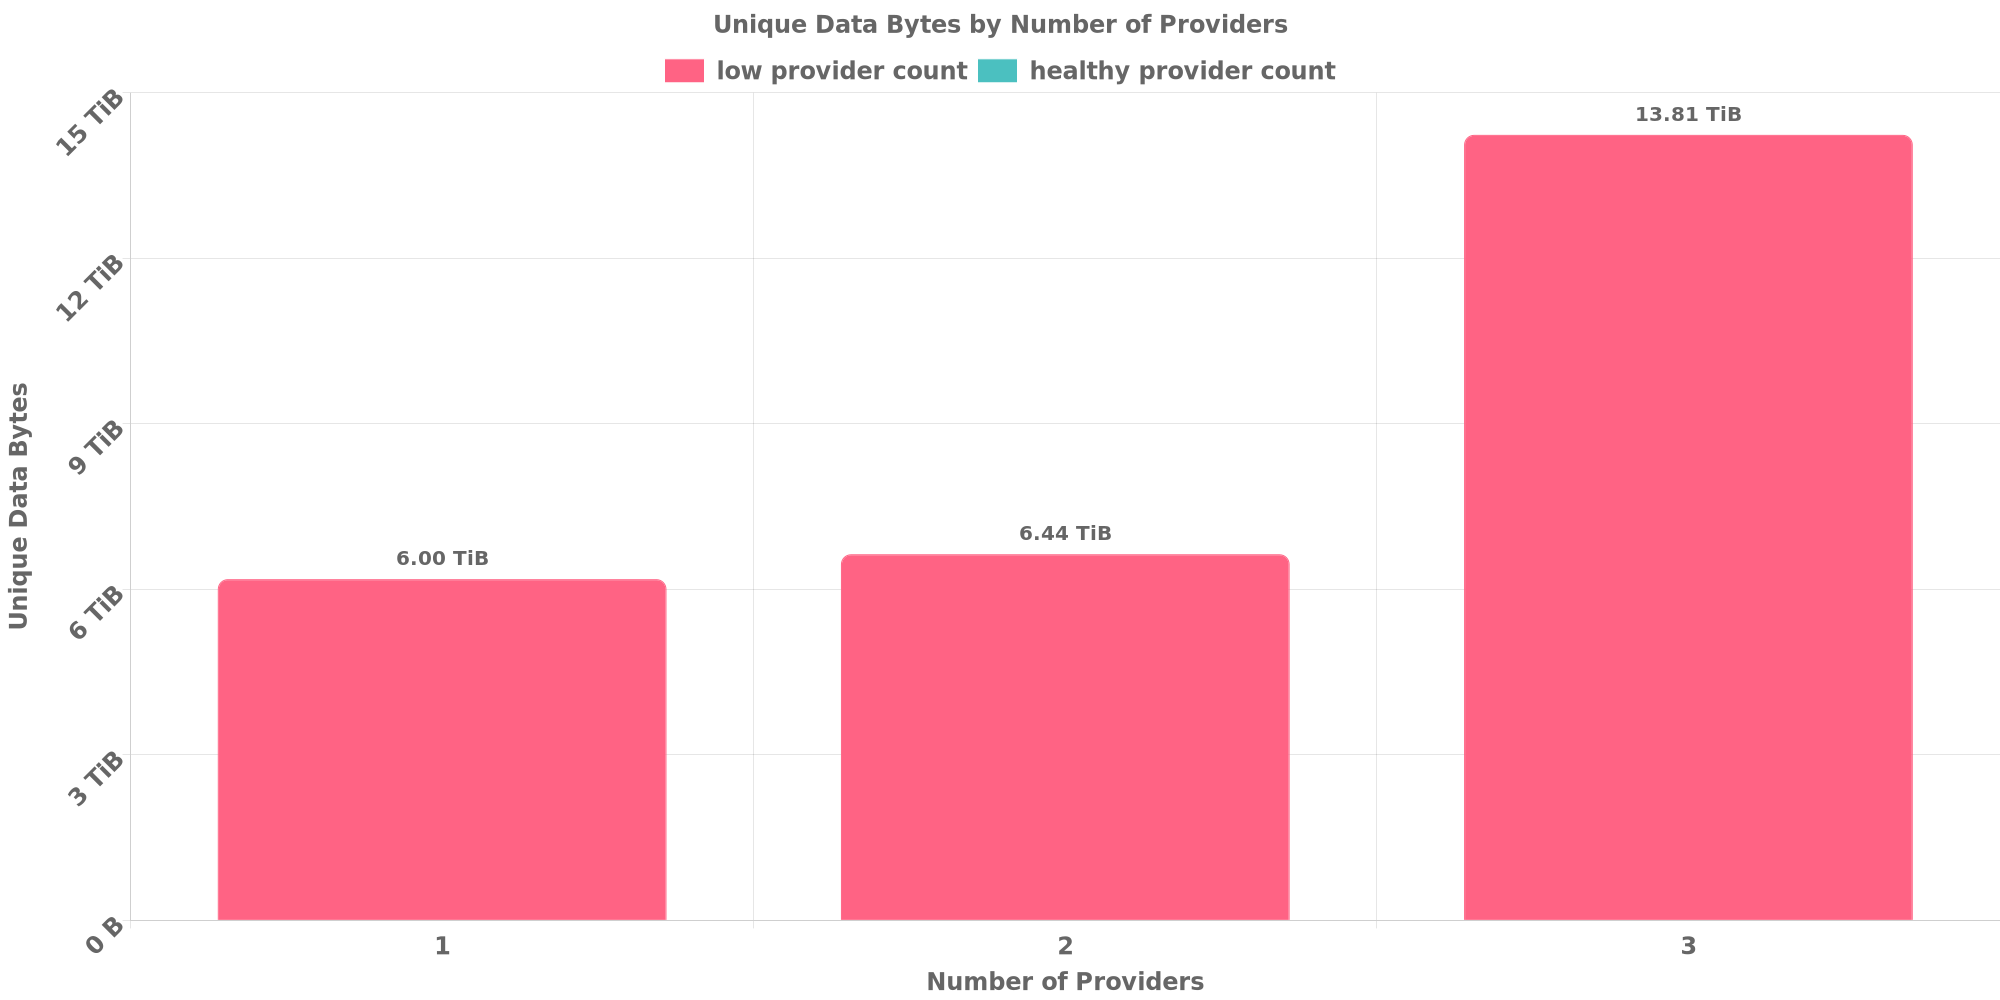 Unique Data Bytes by Number of Providers
low provider count healthy provider count
15 TiB
12 TiB
9 TiB
6 TiB
3 TiB
0 B
Unique Data Bytes
6.00 TiB
6.44 TiB
13.81 TiB
1 2 3
Number of Providers